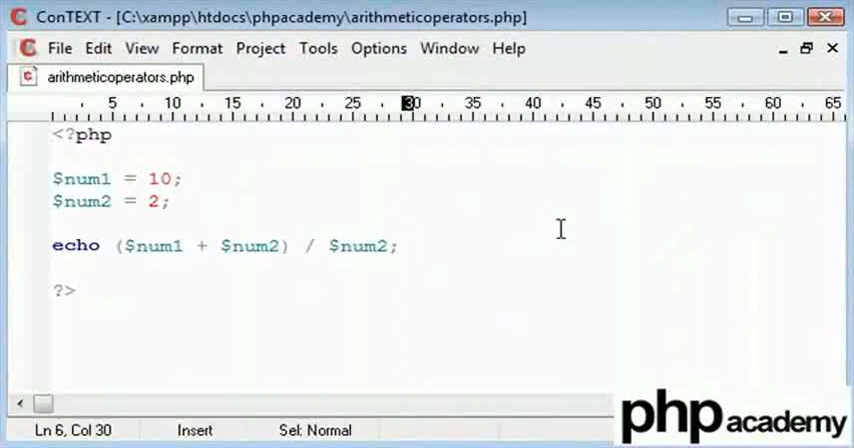 ConTEXT - [C:\xampp\htdocs\phpacademy\arithmeticoperators.php]
File Edit View Format Project Tools Options Window Help
arithmeticoperators.php
5 10 15 20 25 30 35 40 45 50 55 60 65
<?php
$num1 = 10;
$num2 = 2;
echo ($num1 + $num2) / $num2;
?>
Ln 6, Col 30 Insert Sel: Normal
php academy